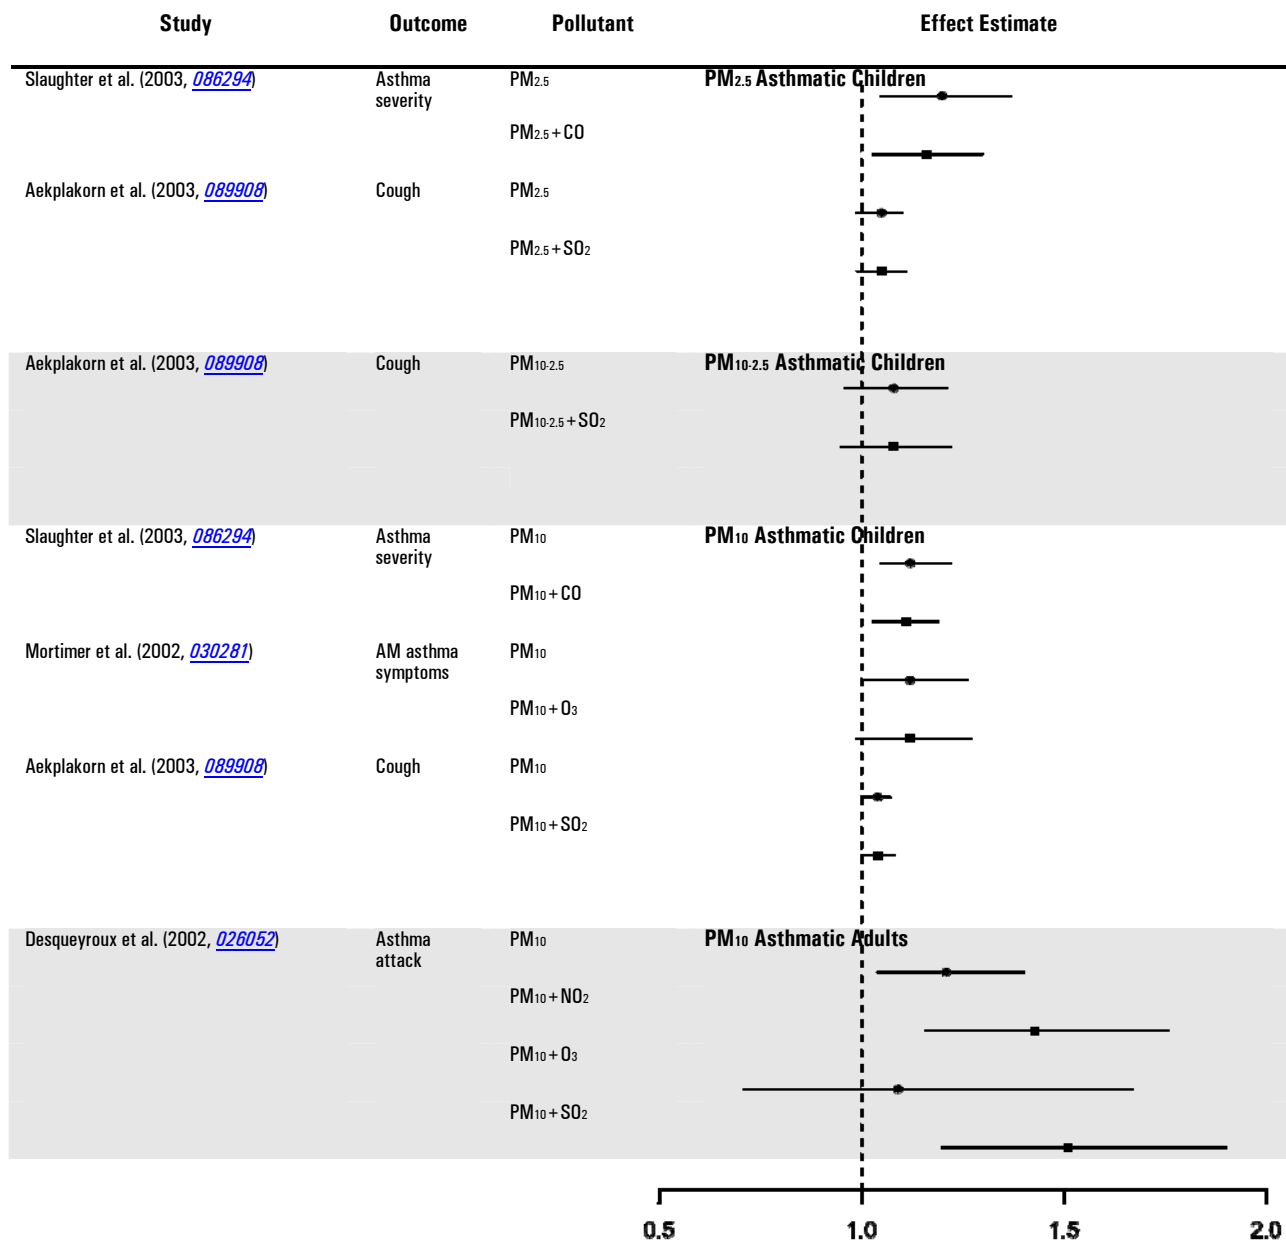 Study Outcome Pollutant Effect Estimate
Slaughter et al. (2003, 086294) Asthma severity PM2.5 PM2.5 Asthmatic Children
PM2.5 + CO
Aekplakorn et al. (2003, 089908) Cough PM2.5
PM2.5 + SO2
Aekplakorn et al. (2003, 089908) Cough PM10-2.5 PM10-2.5 Asthmatic Children
PM10-2.5 + SO2
Slaughter et al. (2003, 086294) Asthma severity PM10 PM10 Asthmatic Children
PM10 + CO
Mortimer et al. (2002, 030281) AM asthma symptoms PM10
PM10 + O3
Aekplakorn et al. (2003, 089908) Cough PM10
PM10 + SO2
Desqueyroux et al. (2002, 026052) Asthma attack PM10 PM10 Asthmatic Adults
PM10 + NO2
PM10 + O3
PM10 + SO2
0.5 1.0 1.5 2.0